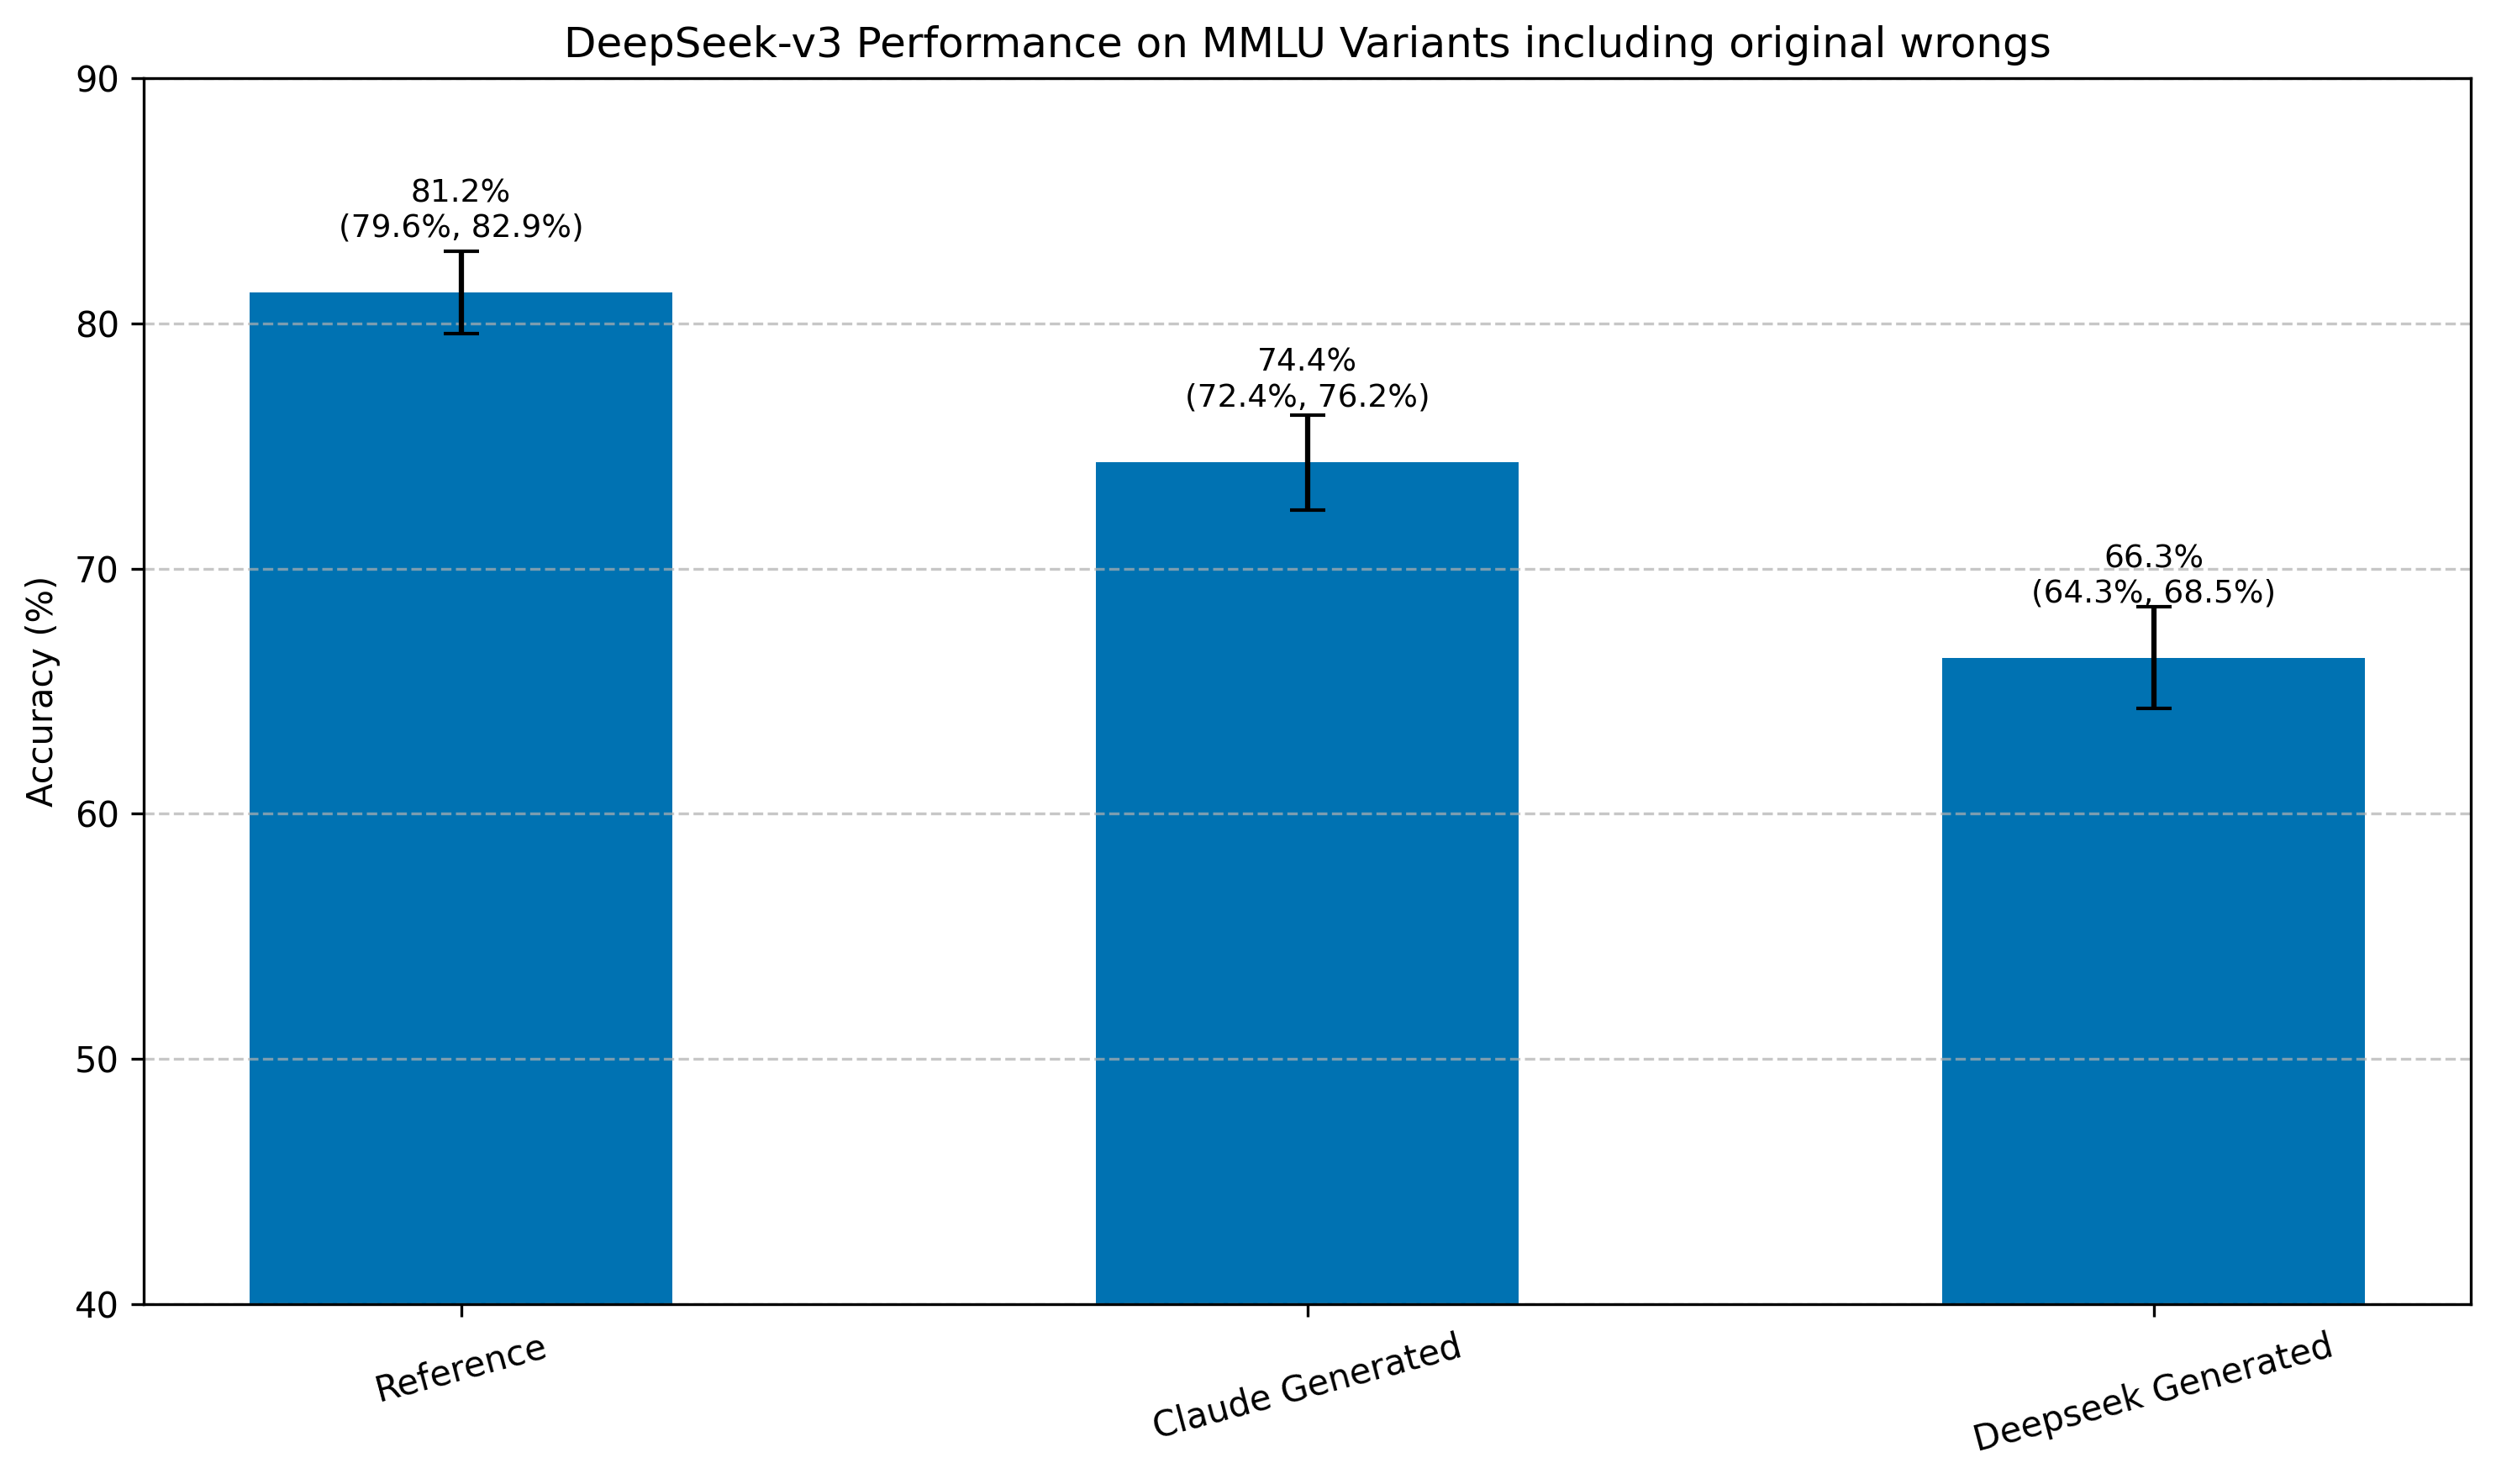 DeepSeek-v3 Performance on MMLU Variants including original wrongs
90
80
70
60
50
40
Accuracy (%)
81.2%
(79.6%, 82.9%)
74.4%
(72.4%, 76.2%)
66.3%
(64.3%, 68.5%)
Reference
Claude Generated
Deepseek Generated